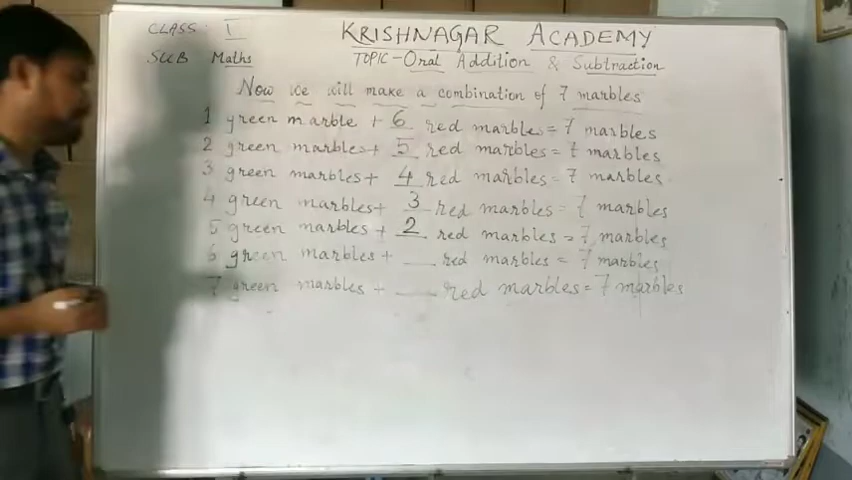 CLASS: I
KRISHNAGAR ACADEMY
SUB Maths
TOPIC-Oral Addition & Subtraction
Now we will make a combination of 7 marbles
1 green marble + 6 red marbles = 7 marbles
2 green marbles+ 5 red marbles = 7 marbles
3 green marbles+ 4 red marbles = 7 marbles
4 green marbles+ 3 red marbles = 7 marbles
5 green marbles + 2 red marbles = 7 marbles
6 green marbles + __ red marbles = 7 marbles
7 green marbles + __ red marbles = 7 marbles